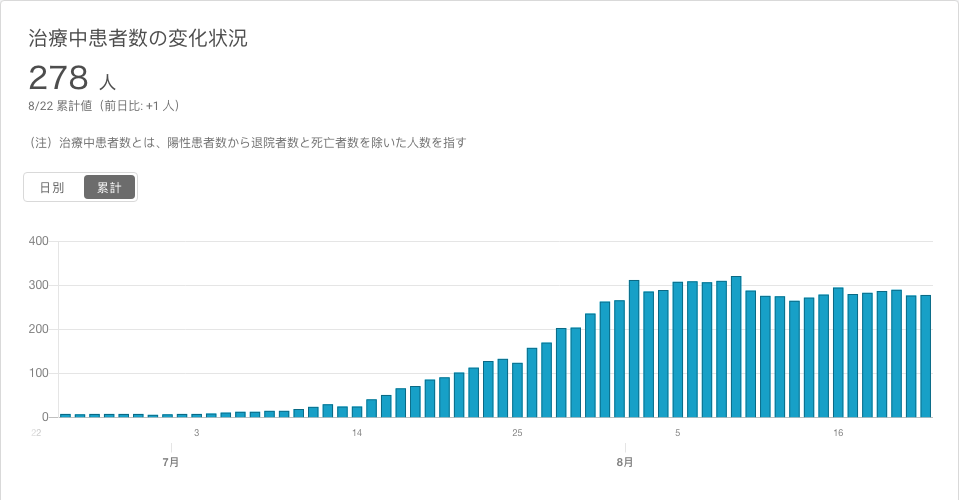 治療中患者数の変化状況
278 人
8/22 累計値（前日比: +1 人）
（注）治療中患者数とは、陽性患者数から退院者数と死亡者数を除いた人数を指す
日別 累計
400
300
200
100
0
22 3 14 25 5 16
7月 8月